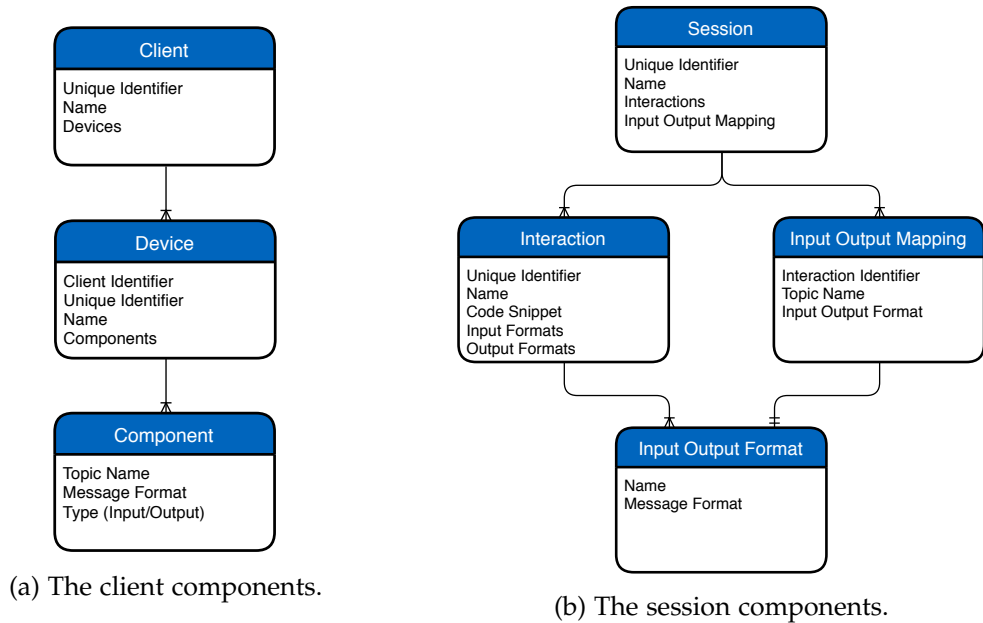 Client
Unique Identifier
Name
Devices
Device
Client Identifier
Unique Identifier
Name
Components
Component
Topic Name
Message Format
Type (Input/Output)
(a) The client components.
Session
Unique Identifier
Name
Interactions
Input Output Mapping
Interaction
Unique Identifier
Name
Code Snippet
Input Formats
Output Formats
Input Output Mapping
Interaction Identifier
Topic Name
Input Output Format
Input Output Format
Name
Message Format
(b) The session components.